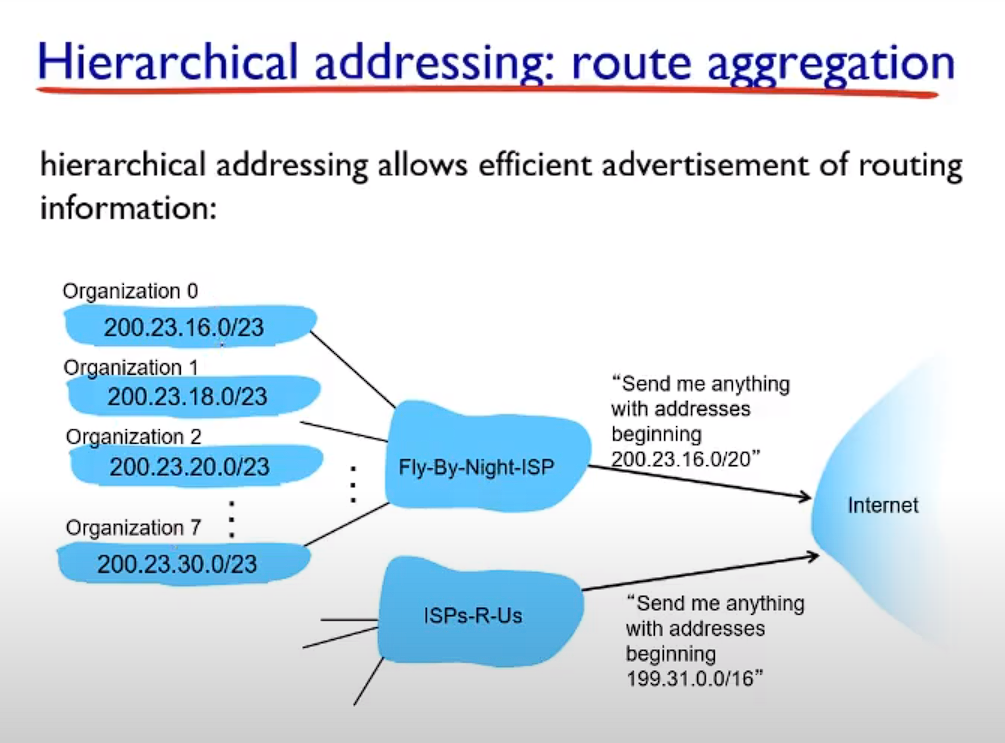 Hierarchical addressing: route aggregation
hierarchical addressing allows efficient advertisement of routing
information:
Organization 0
200.23.16.0/23
Organization 1
200.23.18.0/23
Organization 2
200.23.20.0/23
Organization 7
200.23.30.0/23
Fly-By-Night-ISP
“Send me anything
with addresses
beginning
200.23.16.0/20”
Internet
ISPs-R-Us
“Send me anything
with addresses
beginning
199.31.0.0/16”